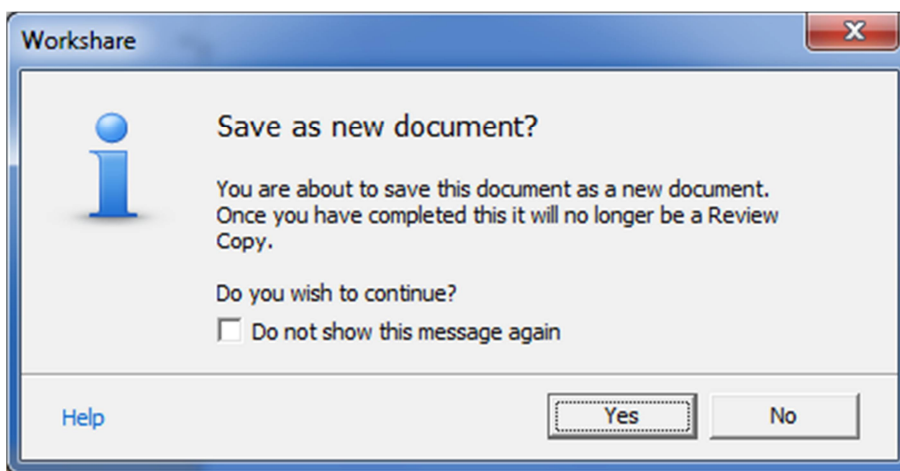 Workshare
Save as new document?
You are about to save this document as a new document.
Once you have completed this it will no longer be a Review
Copy.
Do you wish to continue?
Do not show this message again
Help
Yes
No